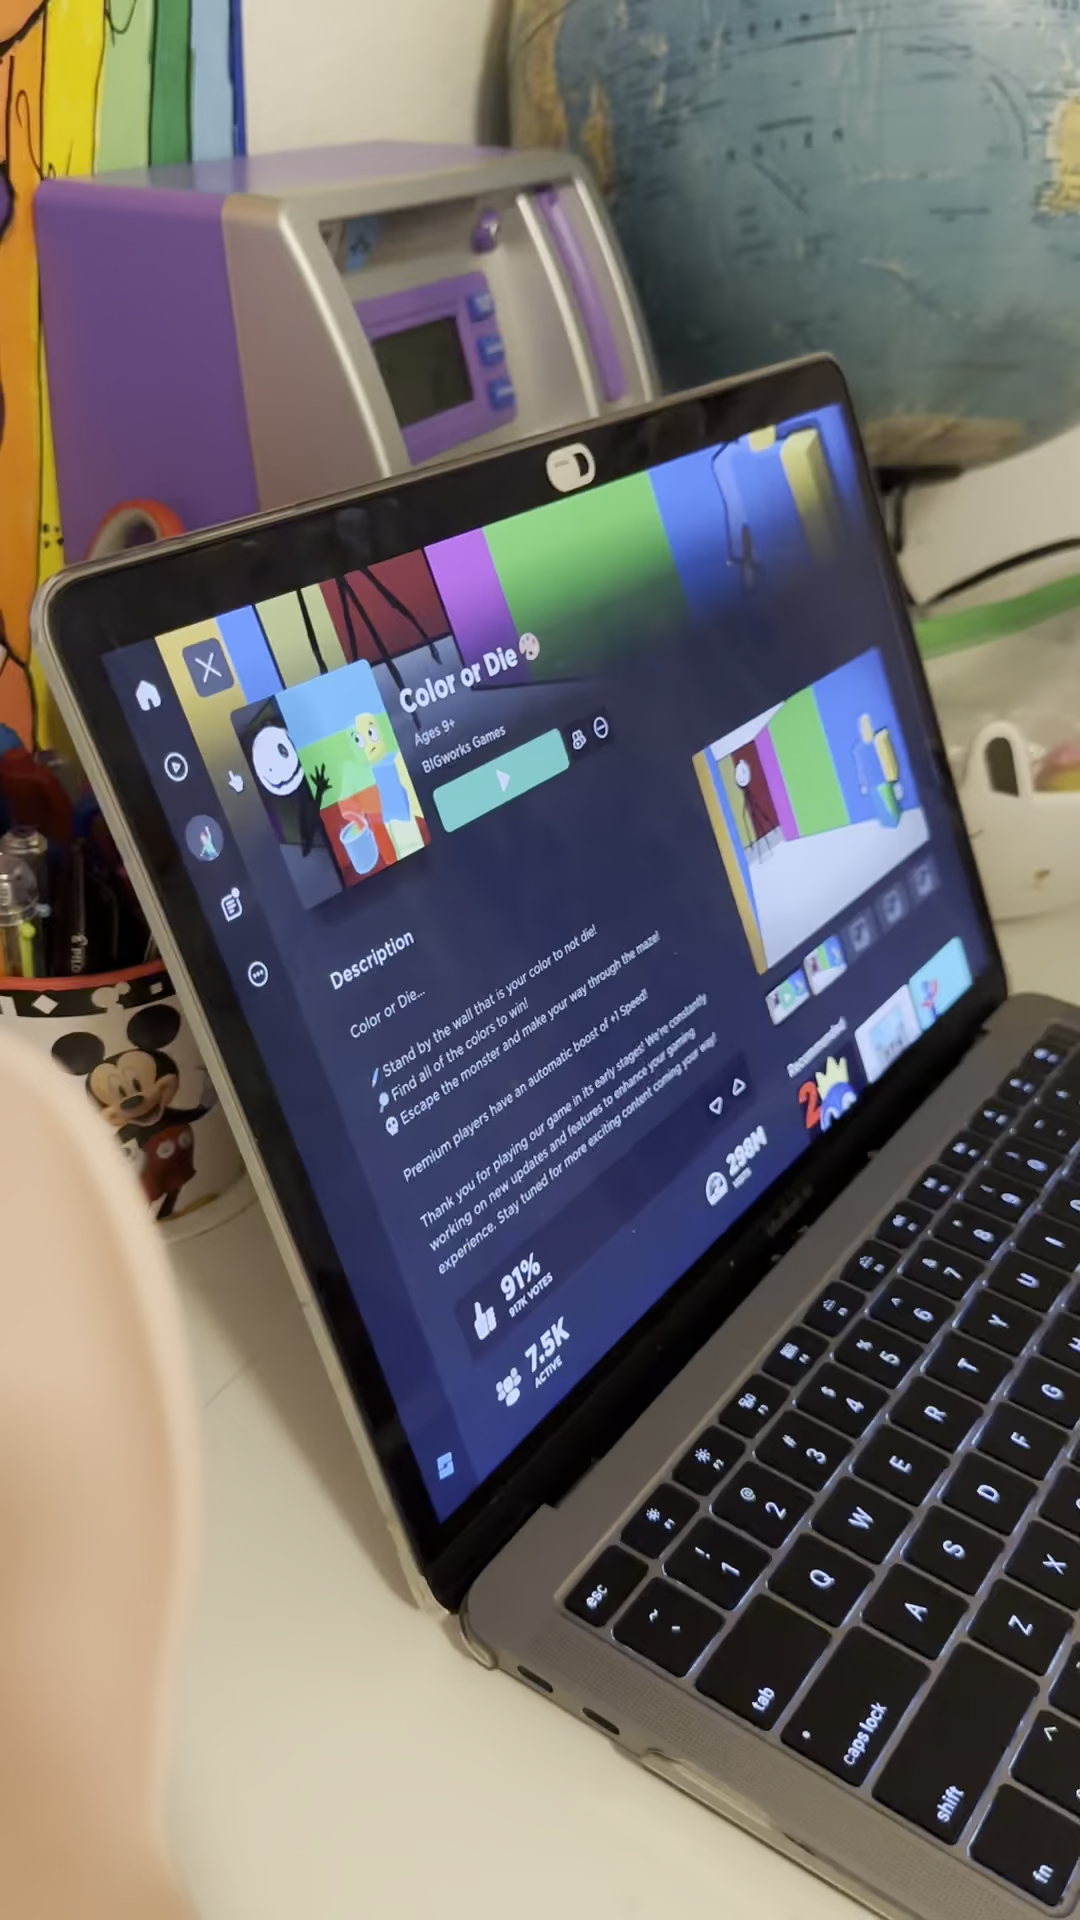 INDIEN
Color or Die
Ages 9+
BIGworks Games
Description
Color or Die...
Stand by the wall that is your color to not die!
Find all of the colors to win!
Escape the monster and make your way through the maze!
Premium players have an automatic boost of +1 Speed!
Thank you for playing our game in its early stages! We're constantly
working on new updates and features to enhance your gaming
experience. Stay tuned for more exciting content coming your way!
91%
917K VOTES
298M
VISITS
7.5K
ACTIVE
Recommended
2
esc
! 1
@ 2
# 3
$ 4
% 5
^ 6
& 7
* 8
tab
Q
W
E
R
T
Y
U
I
caps lock
A
S
D
F
G
H
shift
Z
X
fn
^